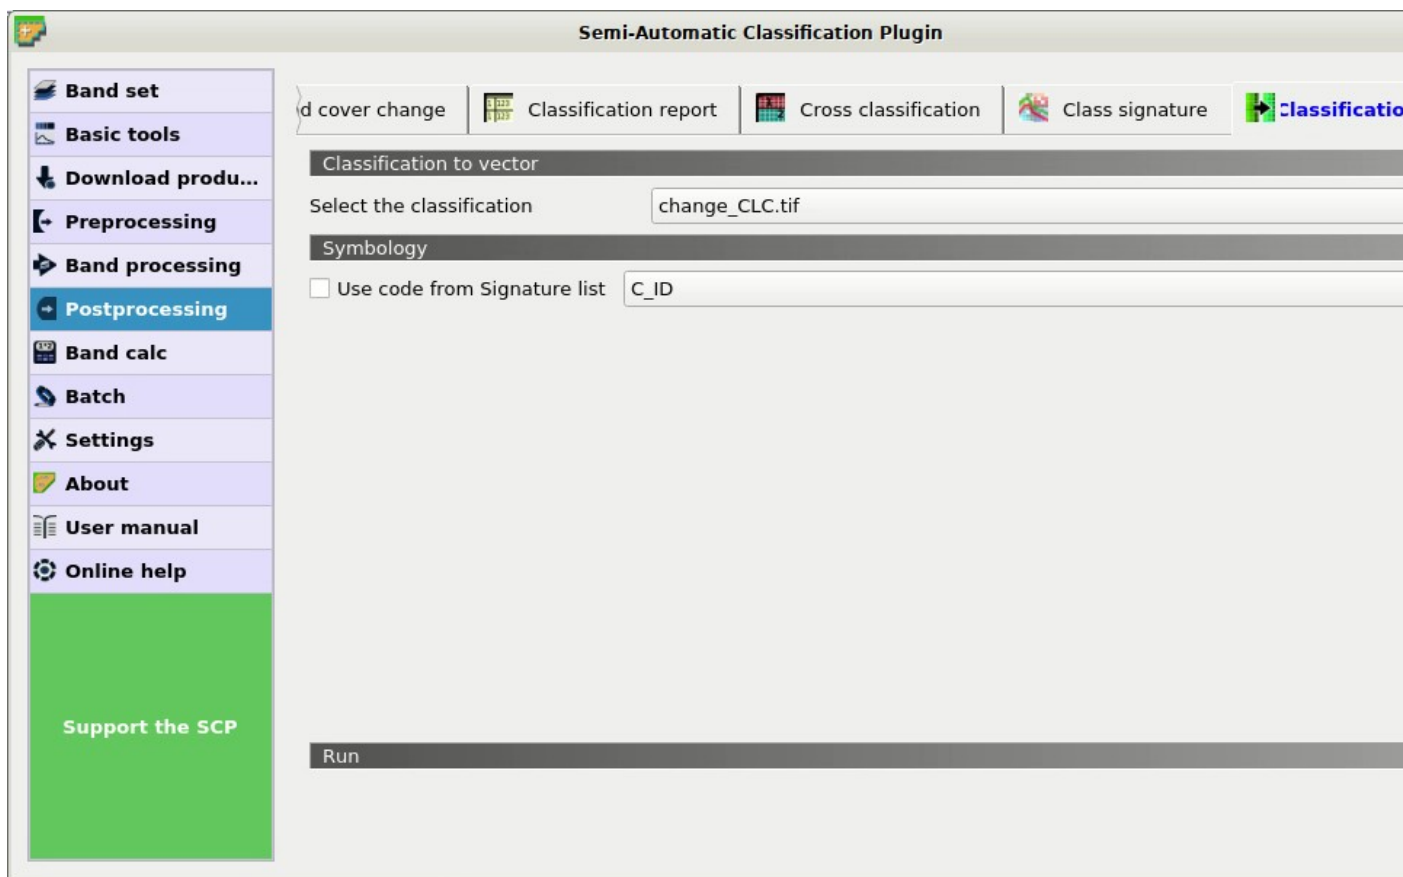 Semi-Automatic Classification Plugin
Band set
Basic tools
Download produ...
Preprocessing
Band processing
Postprocessing
Band calc
Batch
Settings
About
User manual
Online help
Support the SCP
d cover change
Classification report
Cross classification
Class signature
Classificatio
Classification to vector
Select the classification
change_CLC.tif
Symbology
Use code from Signature list
C_ID
Run